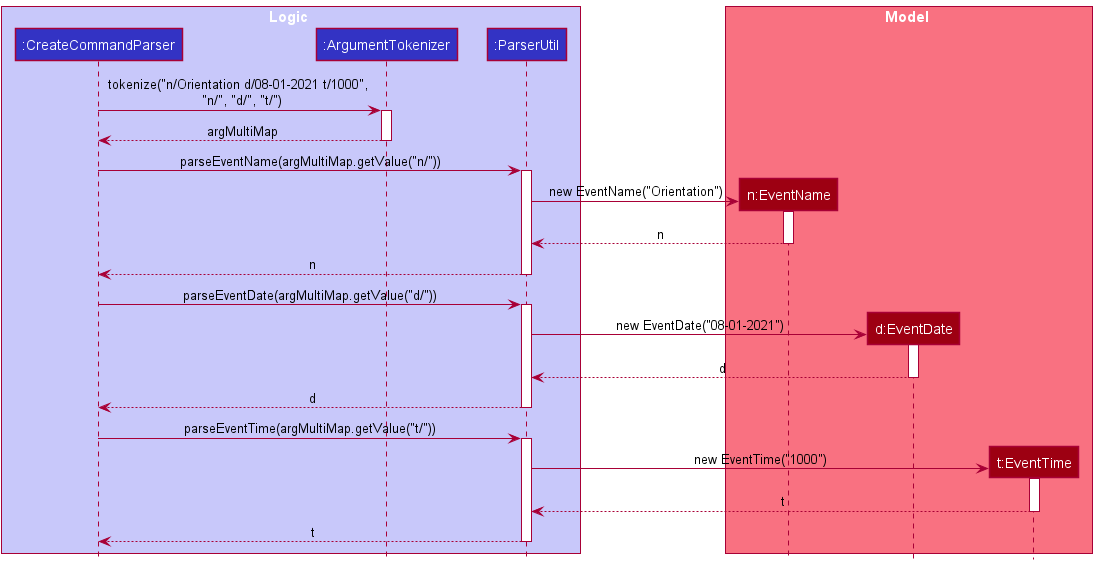 Logic
Model
:CreateCommandParser
:ArgumentTokenizer
:ParserUtil
tokenize("n/Orientation d/08-01-2021 t/1000",
"n/", "d/", "t/")
argMultiMap
parseEventName(argMultiMap.getValue("n/"))
new EventName("Orientation")
n:EventName
n
n
parseEventDate(argMultiMap.getValue("d/"))
new EventDate("08-01-2021")
d:EventDate
d
d
parseEventTime(argMultiMap.getValue("t/"))
new EventTime("1000")
t:EventTime
t
t